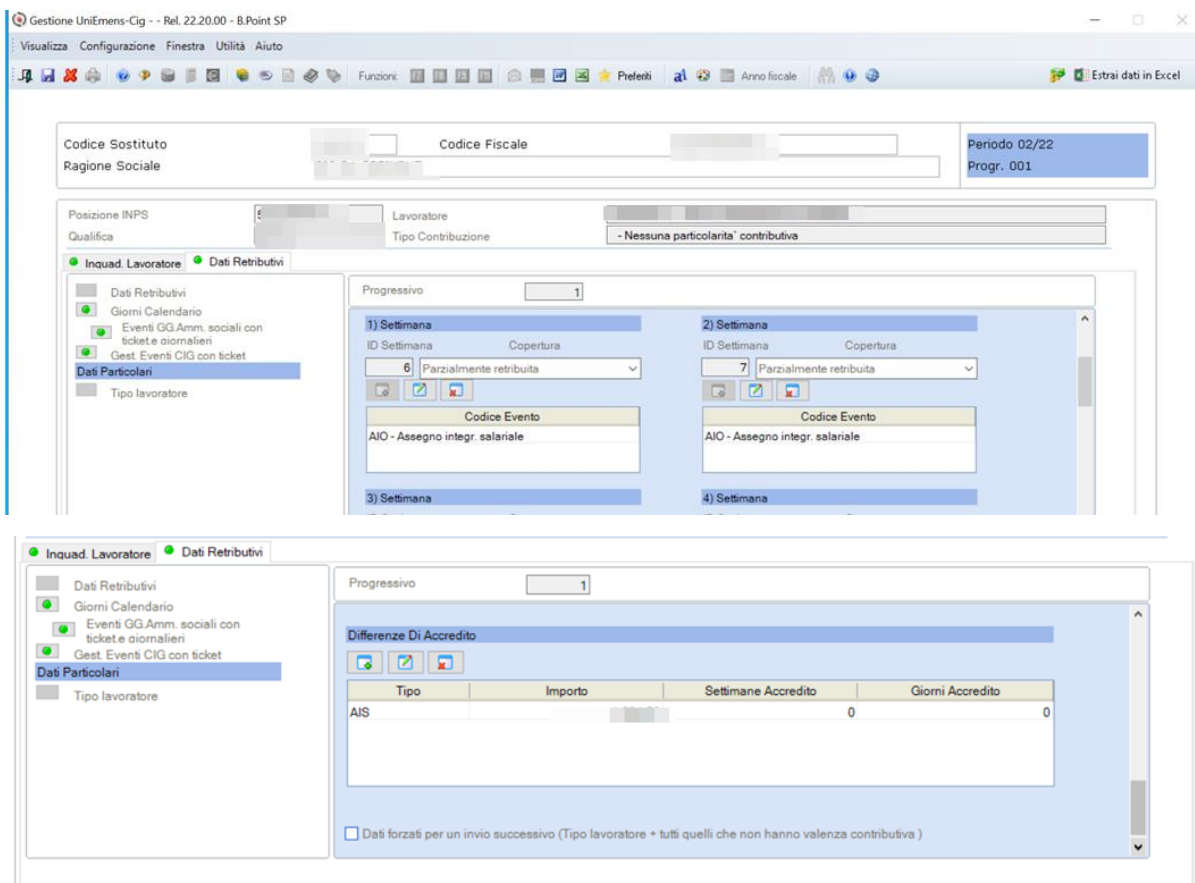 Gestione UniEmens-Cig - - Rel. 22.20.00 - B.Point SP
Visualizza Configurazione Finestra Utilità Aiuto
Funzioni: Preferiti Anno fiscale Estrai dati in Excel
Codice Sostituto Codice Fiscale Periodo 02/22
Ragione Sociale Progr. 001
Posizione INPS Lavoratore
Qualifica Tipo Contribuzione - Nessuna particolarita` contributiva
Inquad. Lavoratore Dati Retributivi
Dati Retributivi
Giorni Calendario
Eventi GG.Amm. sociali con
ticket.e giornalieri
Gest. Eventi CIG con ticket
Dati Particolari
Tipo lavoratore
Progressivo 1
1) Settimana 2) Settimana
ID Settimana Copertura ID Settimana Copertura
6 Parzialmente retribuita 7 Parzialmente retribuita
Codice Evento Codice Evento
AIO - Assegno integr. salariale AIO - Assegno integr. salariale
3) Settimana 4) Settimana
Inquad. Lavoratore Dati Retributivi
Dati Retributivi
Giorni Calendario
Eventi GG.Amm. sociali con
ticket.e giornalieri
Gest. Eventi CIG con ticket
Dati Particolari
Tipo lavoratore
Progressivo 1
Differenze Di Accredito
Tipo Importo Settimane Accredito Giorni Accredito
AIS 0 0
Dati forzati per un invio successivo (Tipo lavoratore + tutti quelli che non hanno valenza contributiva )